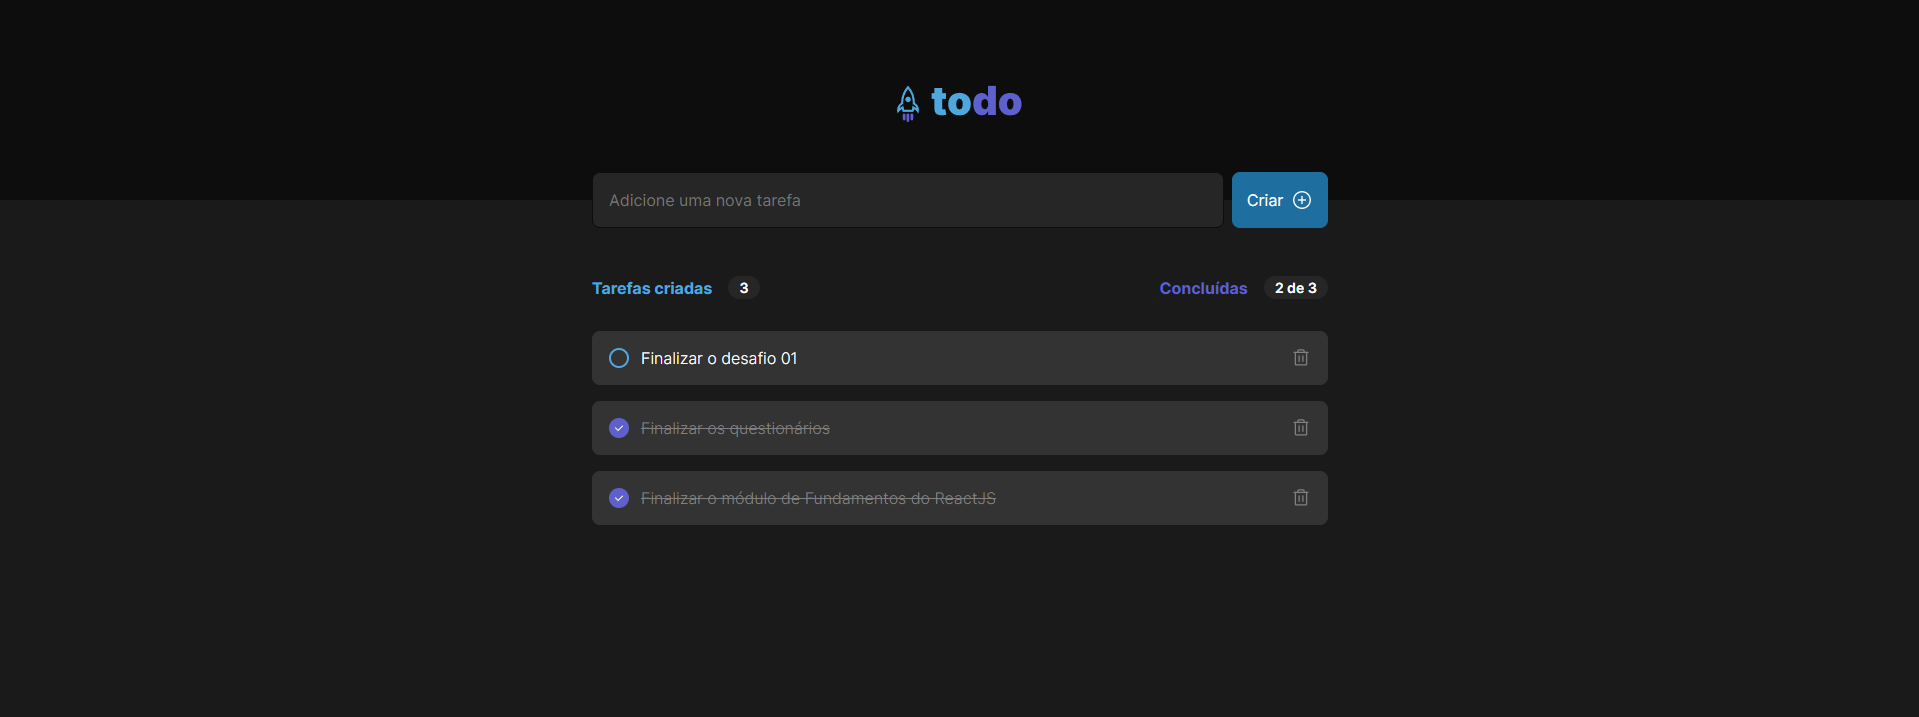 todo
Adicione uma nova tarefa
Criar
Tarefas criadas 3
Concluídas 2 de 3
Finalizar o desafio 01
Finalizar os questionários
Finalizar o módulo de Fundamentos do ReactJS